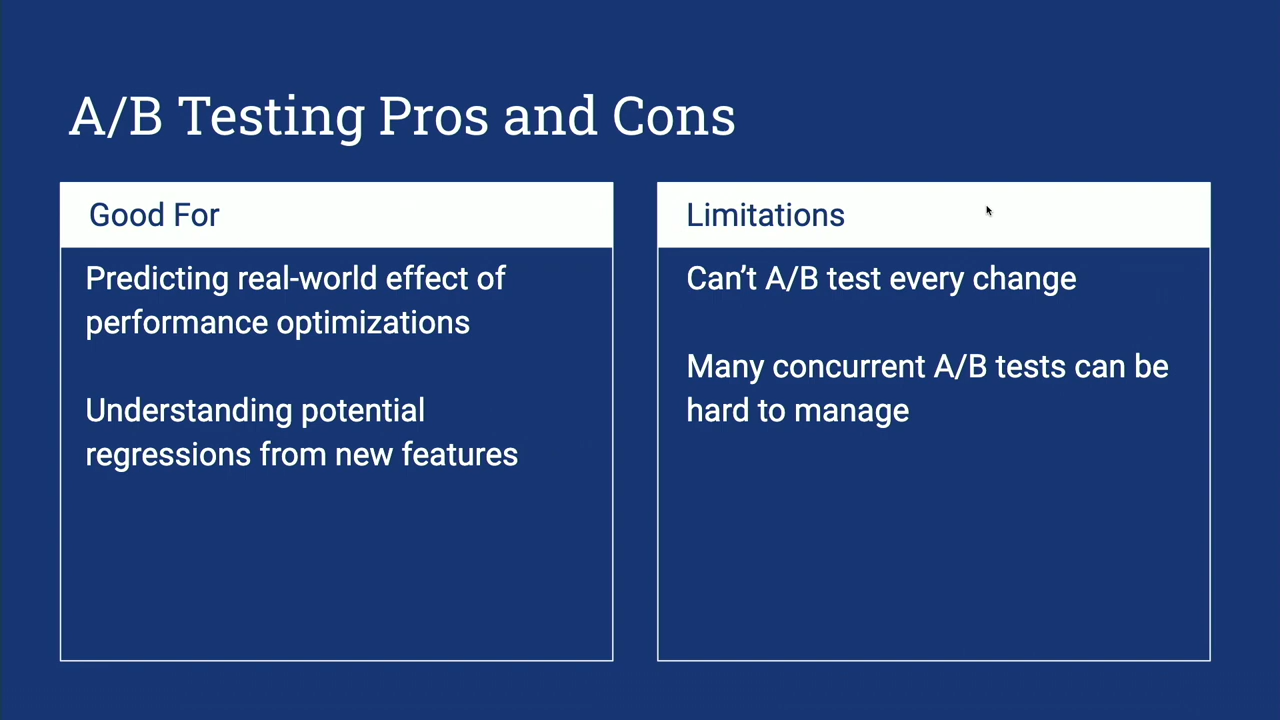 A/B Testing Pros and Cons
Good For
Predicting real-world effect of
performance optimizations
Understanding potential
regressions from new features
Limitations
Can’t A/B test every change
Many concurrent A/B tests can be
hard to manage